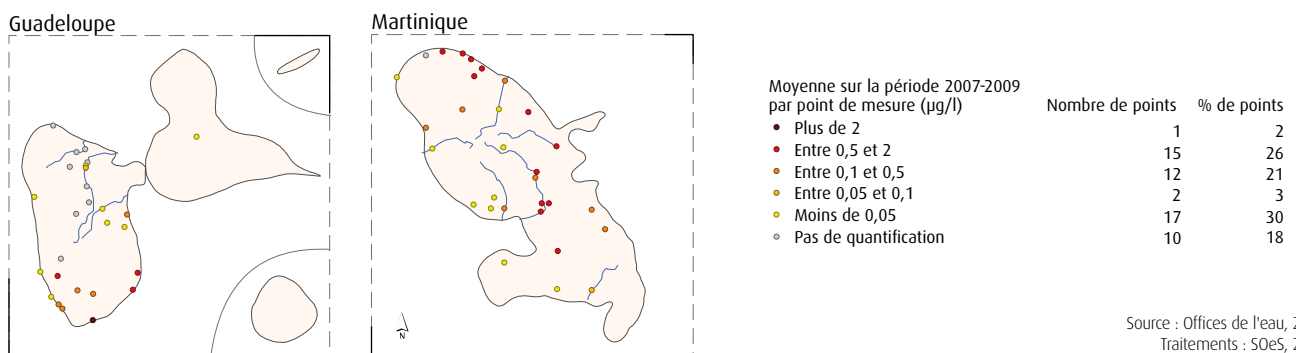 Guadeloupe
Martinique
N
Moyenne sur la période 2007-2009
par point de mesure (µg/l) Nombre de points % de points
Plus de 2 1 2
Entre 0,5 et 2 15 26
Entre 0,1 et 0,5 12 21
Entre 0,05 et 0,1 2 3
Moins de 0,05 17 30
Pas de quantification 10 18
Source : Offices de l'eau, 2
Traitements : SOeS, 2